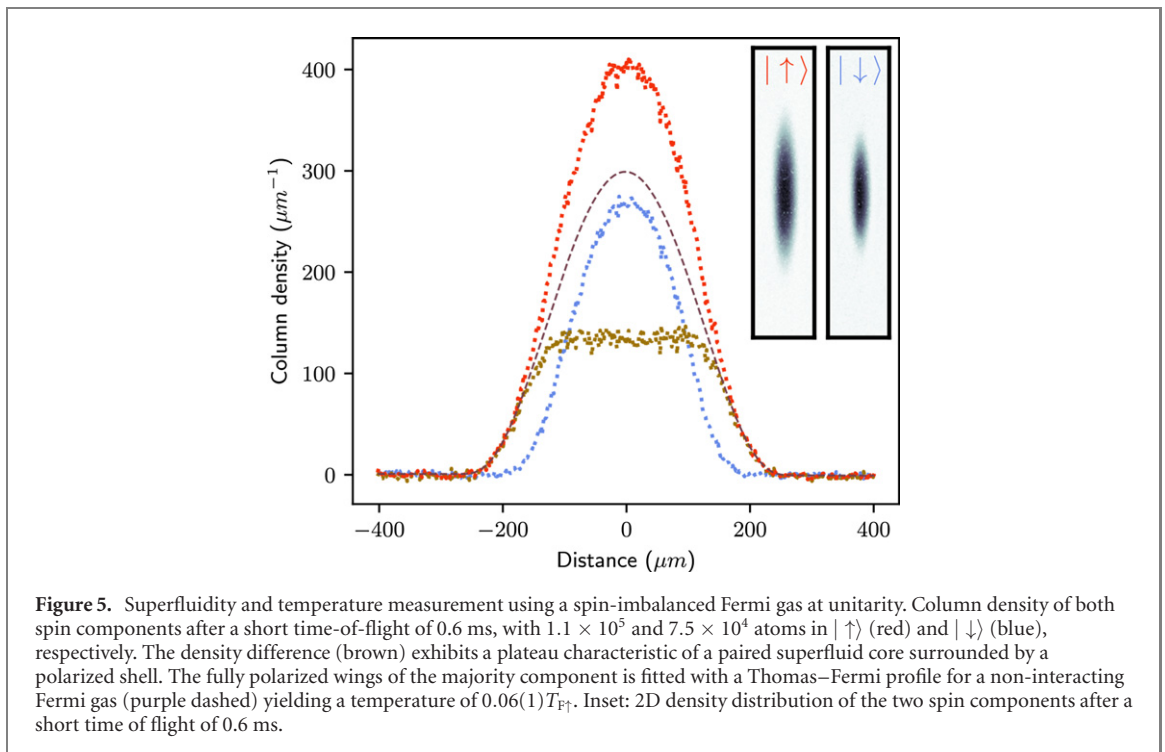 | ↑ ⟩ | ↓ ⟩
400
300
200
100
0
Column density (μm⁻¹)
−400 −200 0 200 400
Distance (μm)
Figure 5. Superfluidity and temperature measurement using a spin-imbalanced Fermi gas at unitarity. Column density of both
spin components after a short time-of-flight of 0.6 ms, with 1.1 × 10⁵ and 7.5 × 10⁴ atoms in | ↑⟩ (red) and | ↓⟩ (blue),
respectively. The density difference (brown) exhibits a plateau characteristic of a paired superfluid core surrounded by a
polarized shell. The fully polarized wings of the majority component is fitted with a Thomas–Fermi profile for a non-interacting
Fermi gas (purple dashed) yielding a temperature of 0.06(1)T_F↑. Inset: 2D density distribution of the two spin components after a
short time of flight of 0.6 ms.